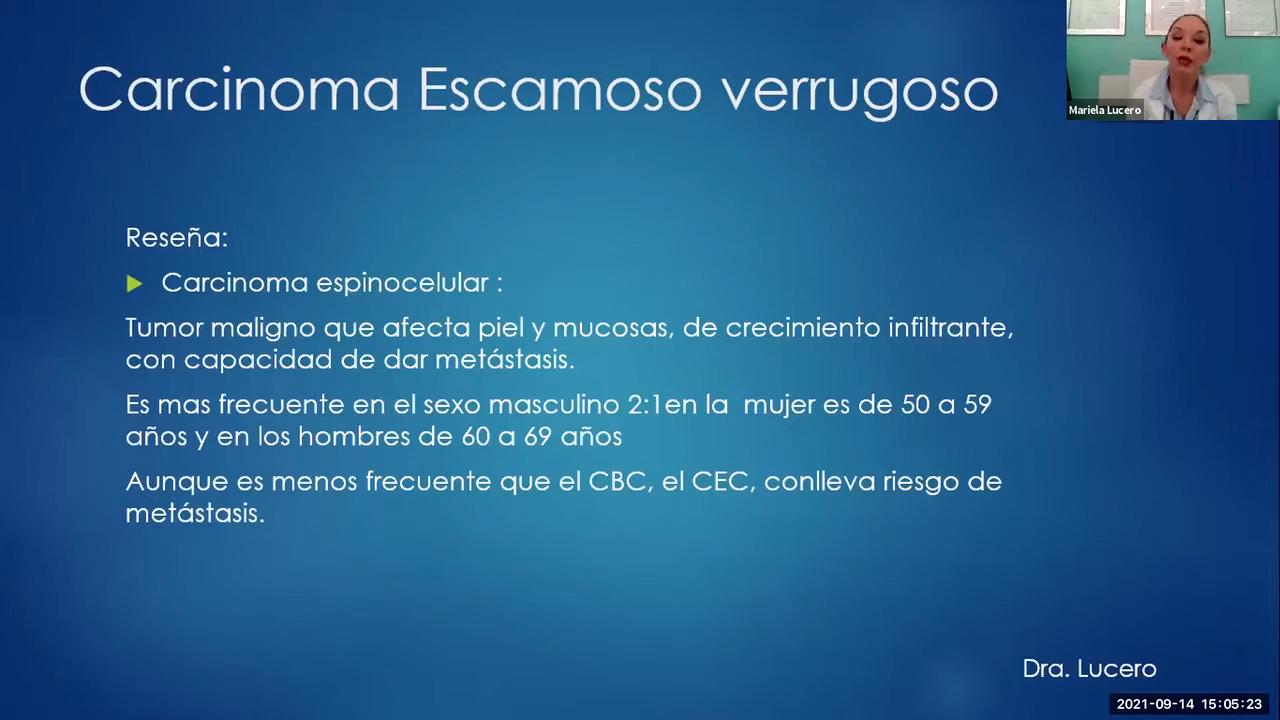 Carcinoma Escamoso verrugoso
Mariela Lucero
Reseña:
Carcinoma espinocelular :
Tumor maligno que afecta piel y mucosas, de crecimiento infiltrante,
con capacidad de dar metástasis.
Es mas frecuente en el sexo masculino 2:1en la  mujer es de 50 a 59
años y en los hombres de 60 a 69 años
Aunque es menos frecuente que el CBC, el CEC, conlleva riesgo de
metástasis.
Dra. Lucero
2021-09-14 15:05:23